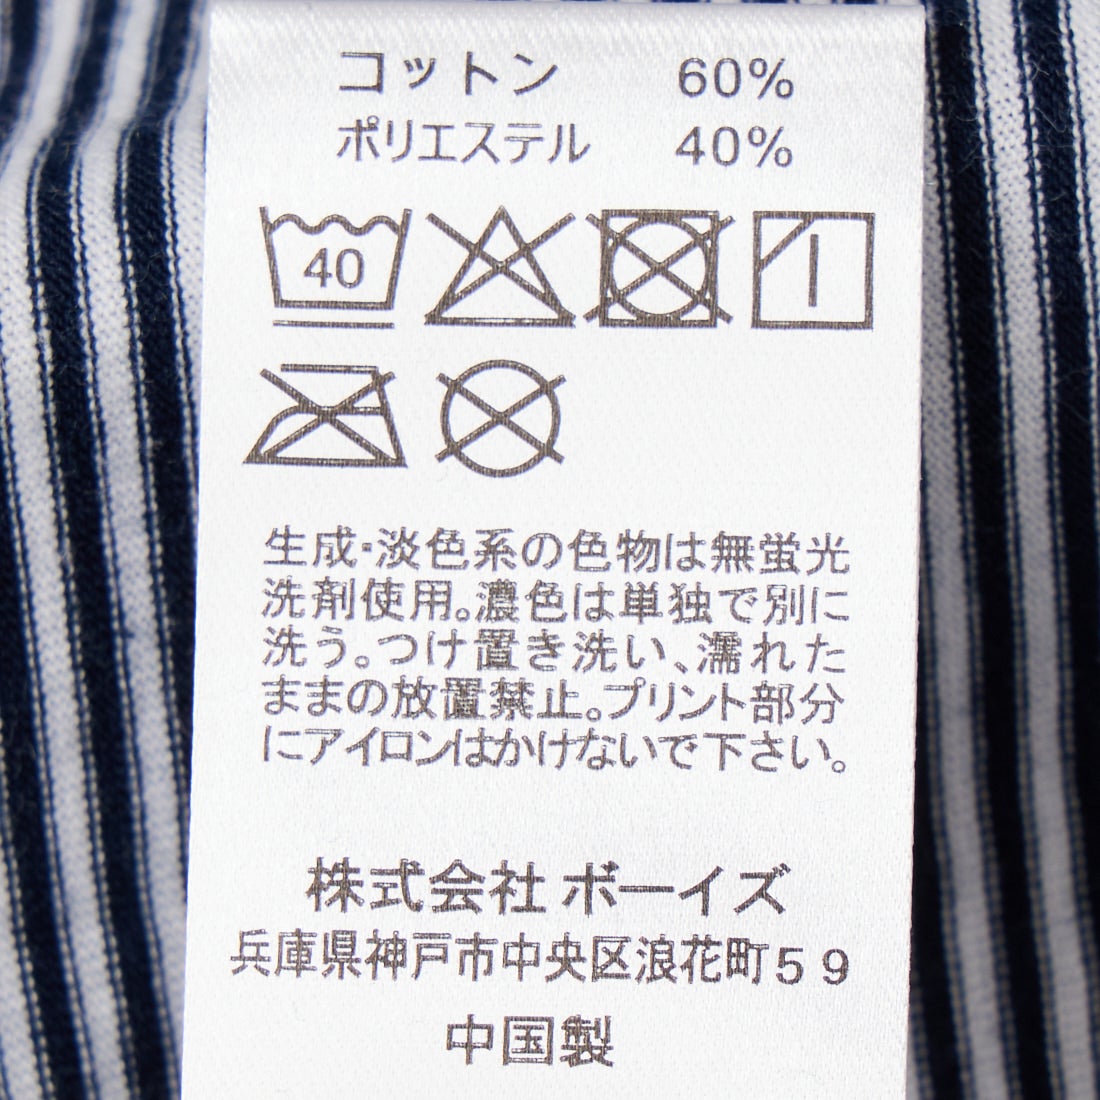 コットン 60%
ポリエステル 40%
40
生成・淡色系の色物は無蛍光
洗剤使用。濃色は単独で別に
洗う。つけ置き洗い、濡れた
ままの放置禁止。プリント部分
にアイロンはかけないで下さい。
株式会社 ボーイズ
兵庫県神戸市中央区浪花町59
中国製